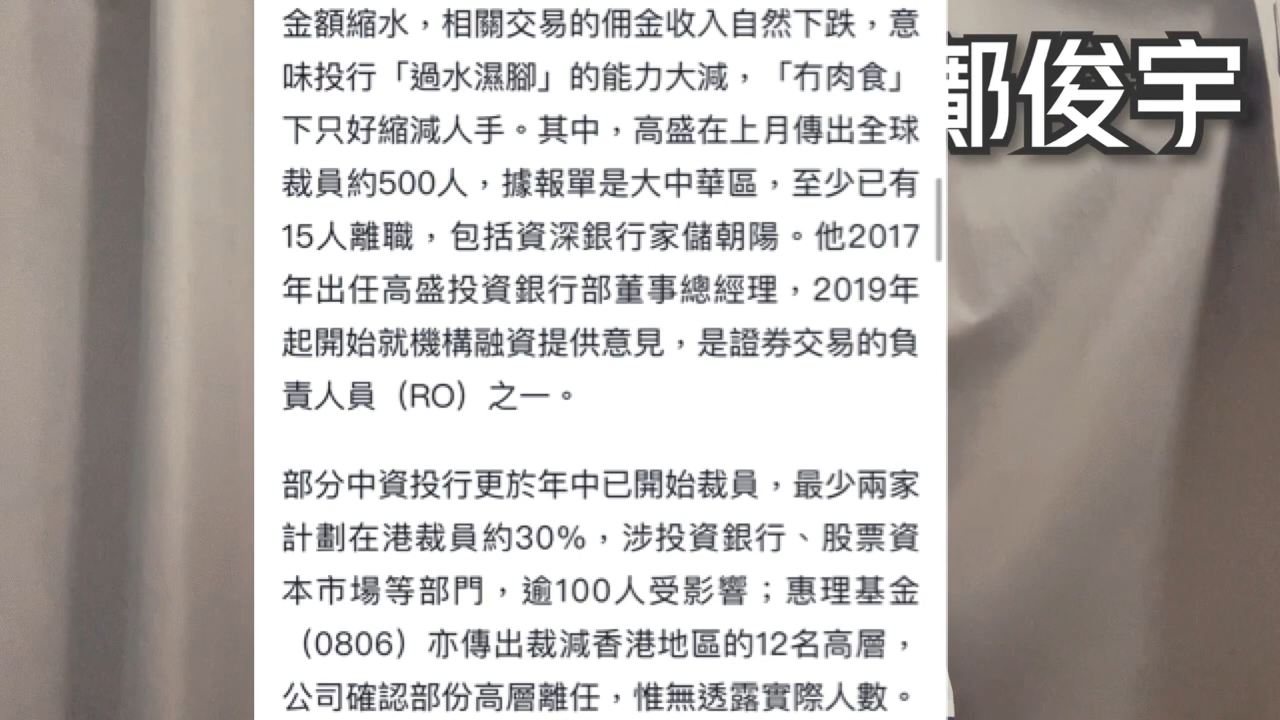 金額縮水，相關交易的佣金收入自然下跌，意
味投行「過水濕腳」的能力大減，「冇肉食」
下只好縮減人手。其中，高盛在上月傳出全球
裁員約500人，據報單是大中華區，至少已有
15人離職，包括資深銀行家儲朝陽。他2017
年出任高盛投資銀行部董事總經理，2019年
起開始就機構融資提供意見，是證券交易的負
責人員（RO）之一。
部分中資投行更於年中已開始裁員，最少兩家
計劃在港裁員約30%，涉投資銀行、股票資
本市場等部門，逾100人受影響；惠理基金
（0806）亦傳出裁減香港地區的12名高層，
公司確認部份高層離任，惟無透露實際人數。
俊宇